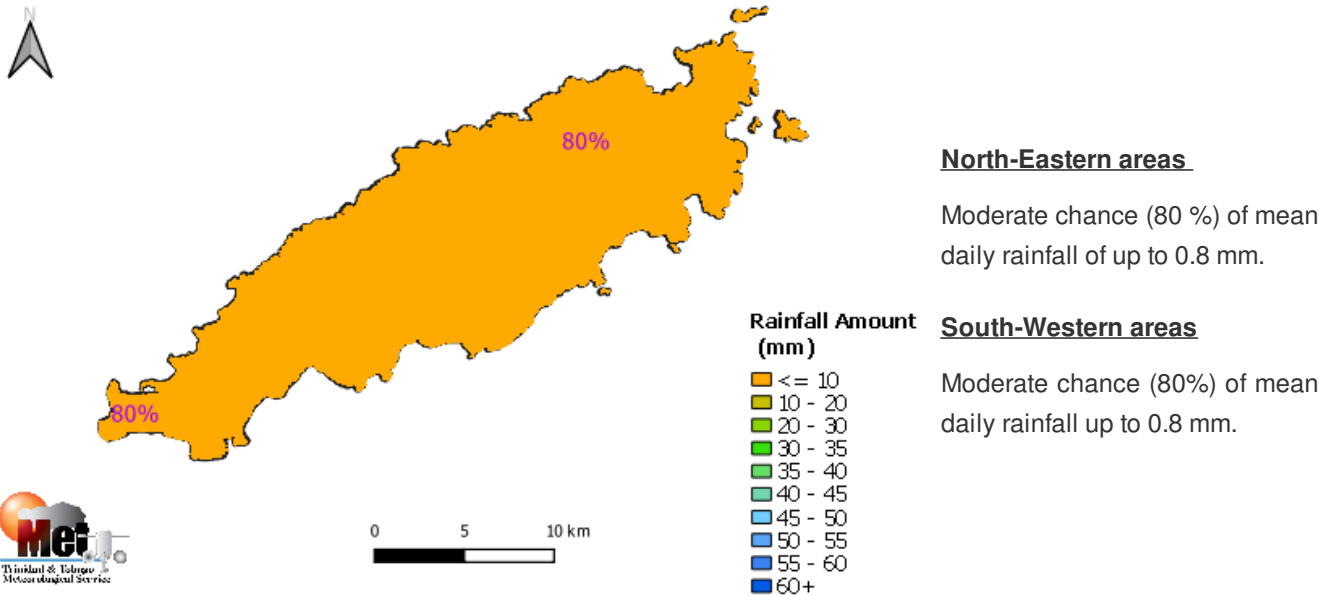 N
80%
80%
North-Eastern areas
Moderate chance (80 %) of mean
daily rainfall of up to 0.8 mm.
South-Western areas
Moderate chance (80%) of mean
daily rainfall up to 0.8 mm.
Rainfall Amount
(mm)
<= 10
10 - 20
20 - 30
30 - 35
35 - 40
40 - 45
45 - 50
50 - 55
55 - 60
60+
0 5 10 km
Met
Trinidad & Tobago
Meteorological Service